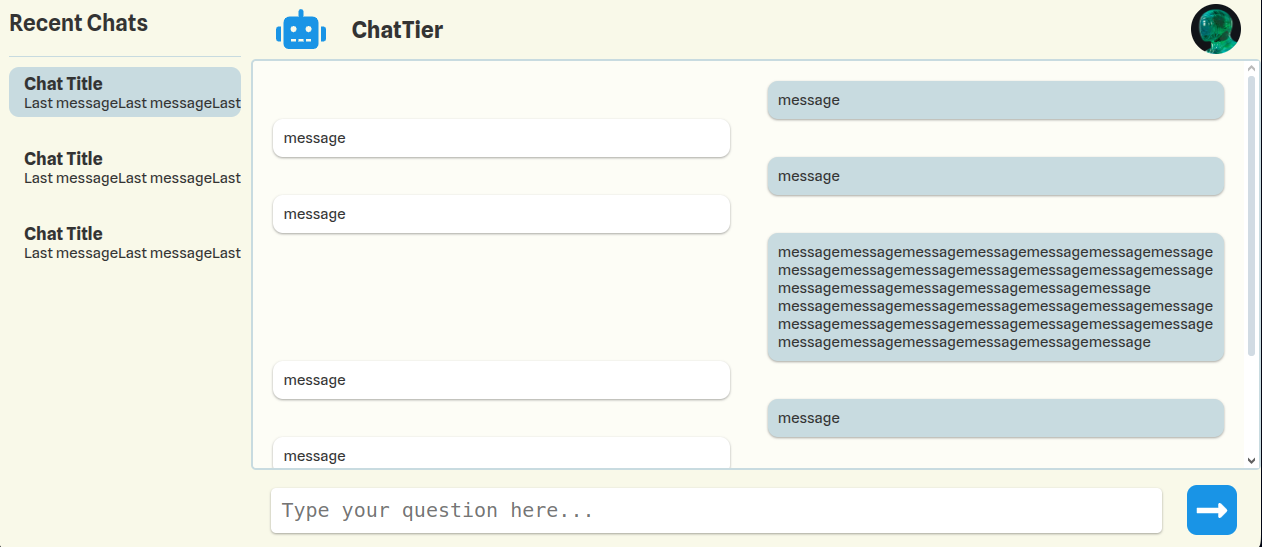 Recent Chats
ChatTier
Chat Title
Last messageLast messageLast
Chat Title
Last messageLast messageLast
Chat Title
Last messageLast messageLast
message
message
message
message
messagemessagemessagemessagemessagemessagemessage
messagemessagemessagemessagemessagemessagemessage
messagemessagemessagemessagemessagemessage
messagemessagemessagemessagemessagemessagemessage
messagemessagemessagemessagemessagemessagemessage
messagemessagemessagemessagemessagemessage
message
message
message
Type your question here...